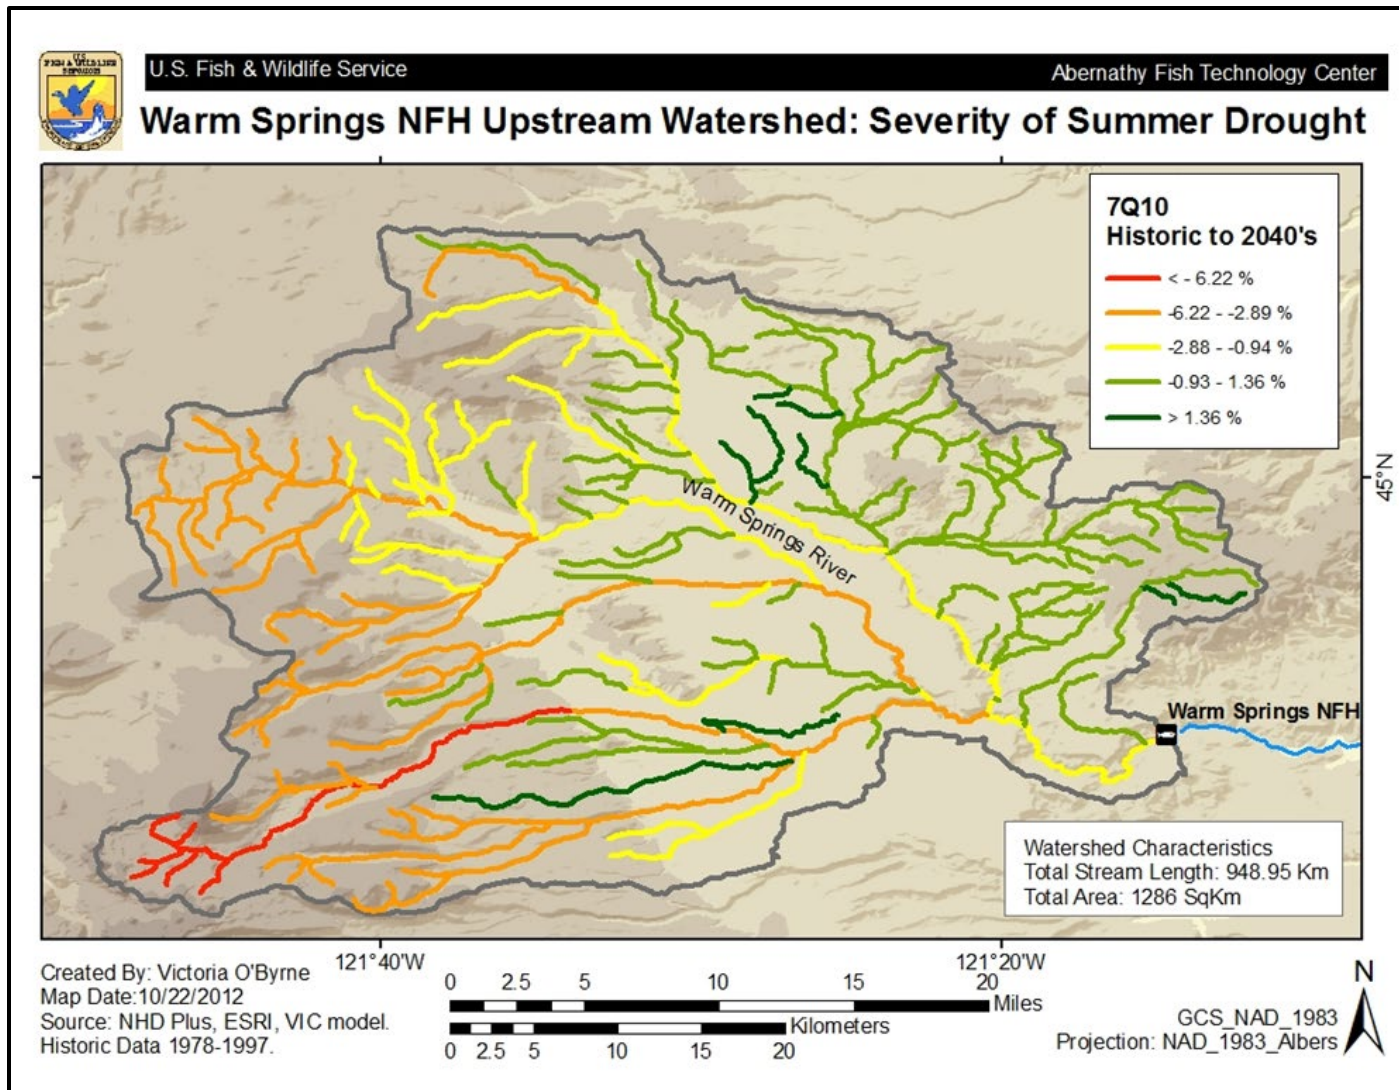 U.S.
FISH & WILDLIFE
SERVICE
U.S. Fish & Wildlife Service
Abernathy Fish Technology Center
Warm Springs NFH Upstream Watershed: Severity of Summer Drought
7Q10
Historic to 2040's
< - 6.22 %
-6.22 - -2.89 %
-2.88 - -0.94 %
-0.93 - 1.36 %
> 1.36 %
45°N
Warm Springs River
Warm Springs NFH
Watershed Characteristics
Total Stream Length: 948.95 Km
Total Area: 1286 SqKm
121°40'W
121°20'W
Created By: Victoria O'Byrne
Map Date:10/22/2012
Source: NHD Plus, ESRI, VIC model.
Historic Data 1978-1997.
0 2.5 5 10 15 20
Miles
Kilometers
0 2.5 5 10 15 20
N
GCS_NAD_1983
Projection: NAD_1983_Albers